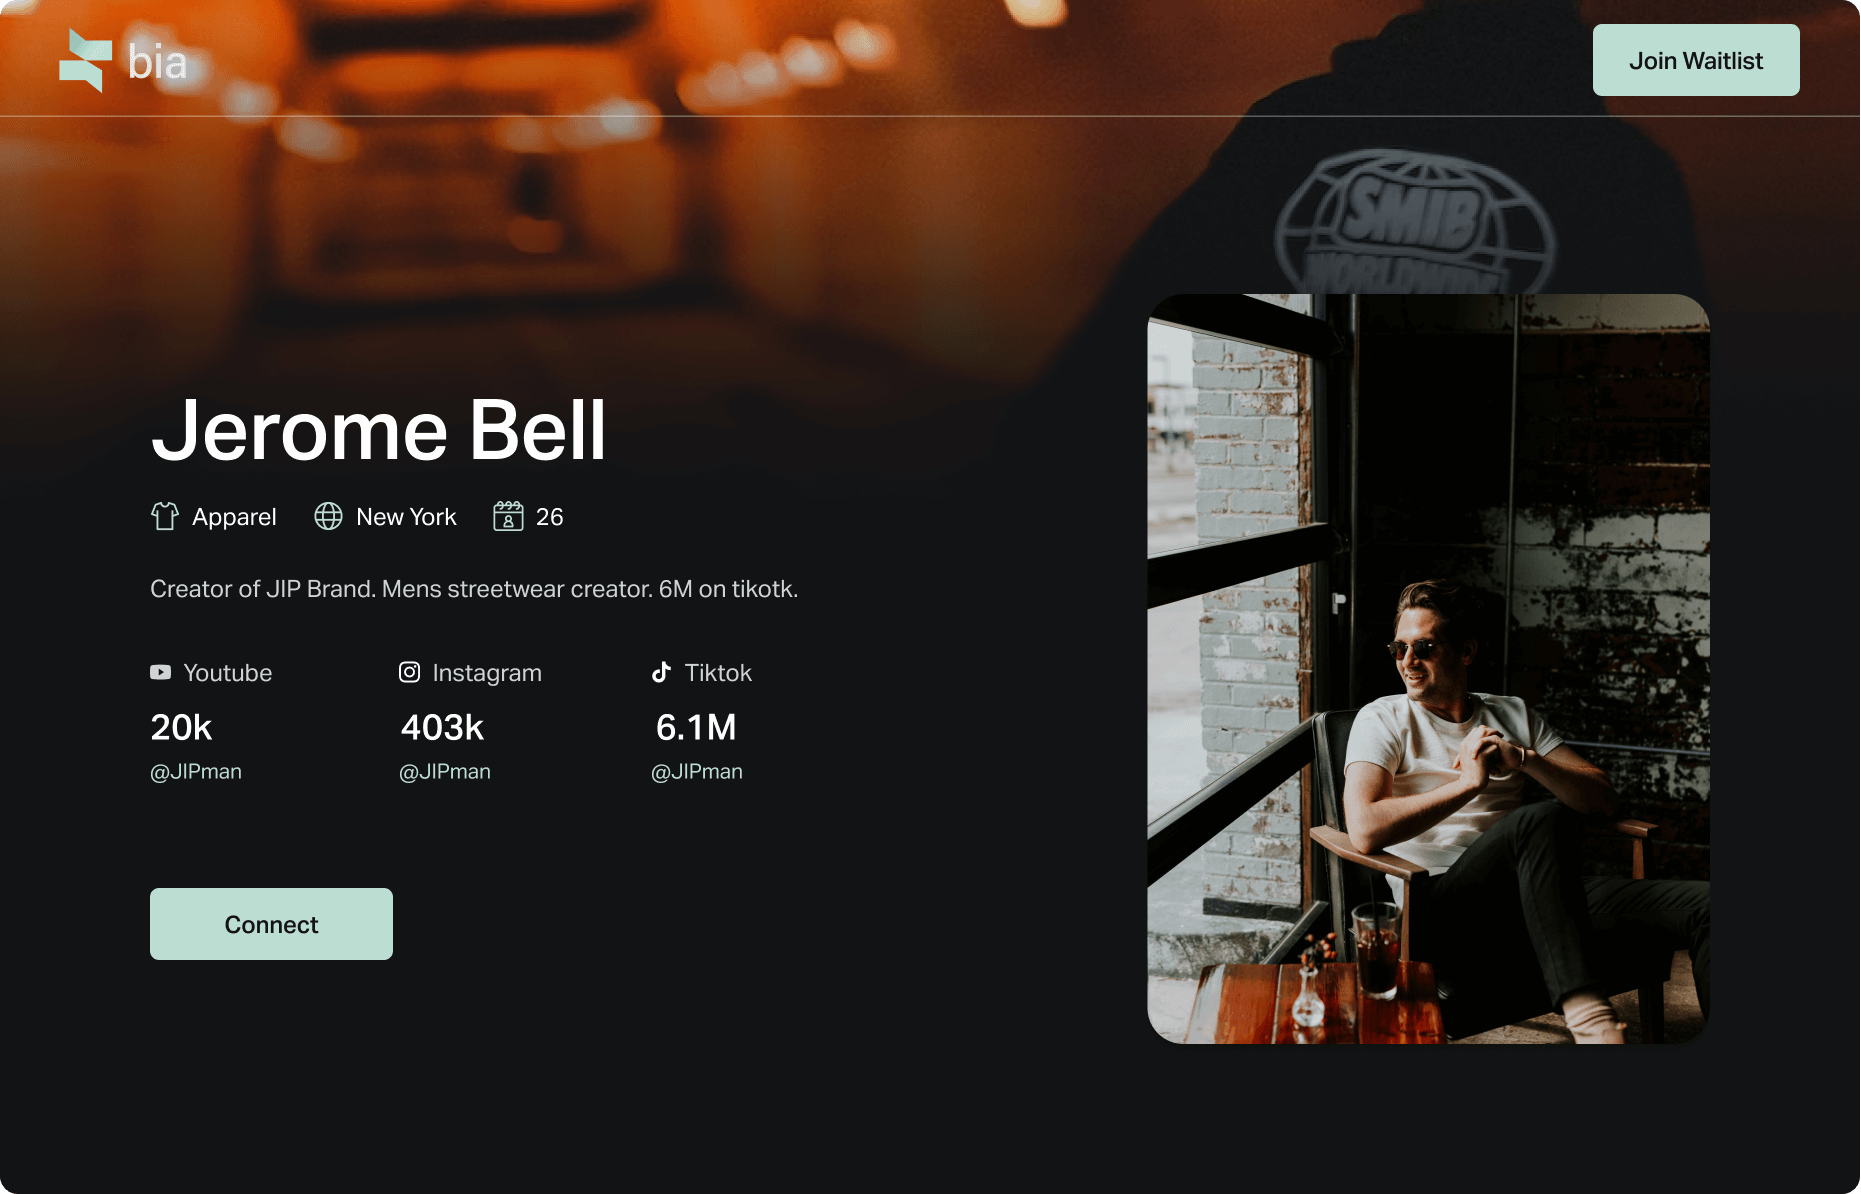 bia
Join Waitlist
SMIB
WORLDWIDE
Jerome Bell
Apparel
New York
26
Creator of JIP Brand. Mens streetwear creator. 6M on tikotk.
Youtube
Instagram
Tiktok
20k
403k
6.1M
@JIPman
@JIPman
@JIPman
Connect